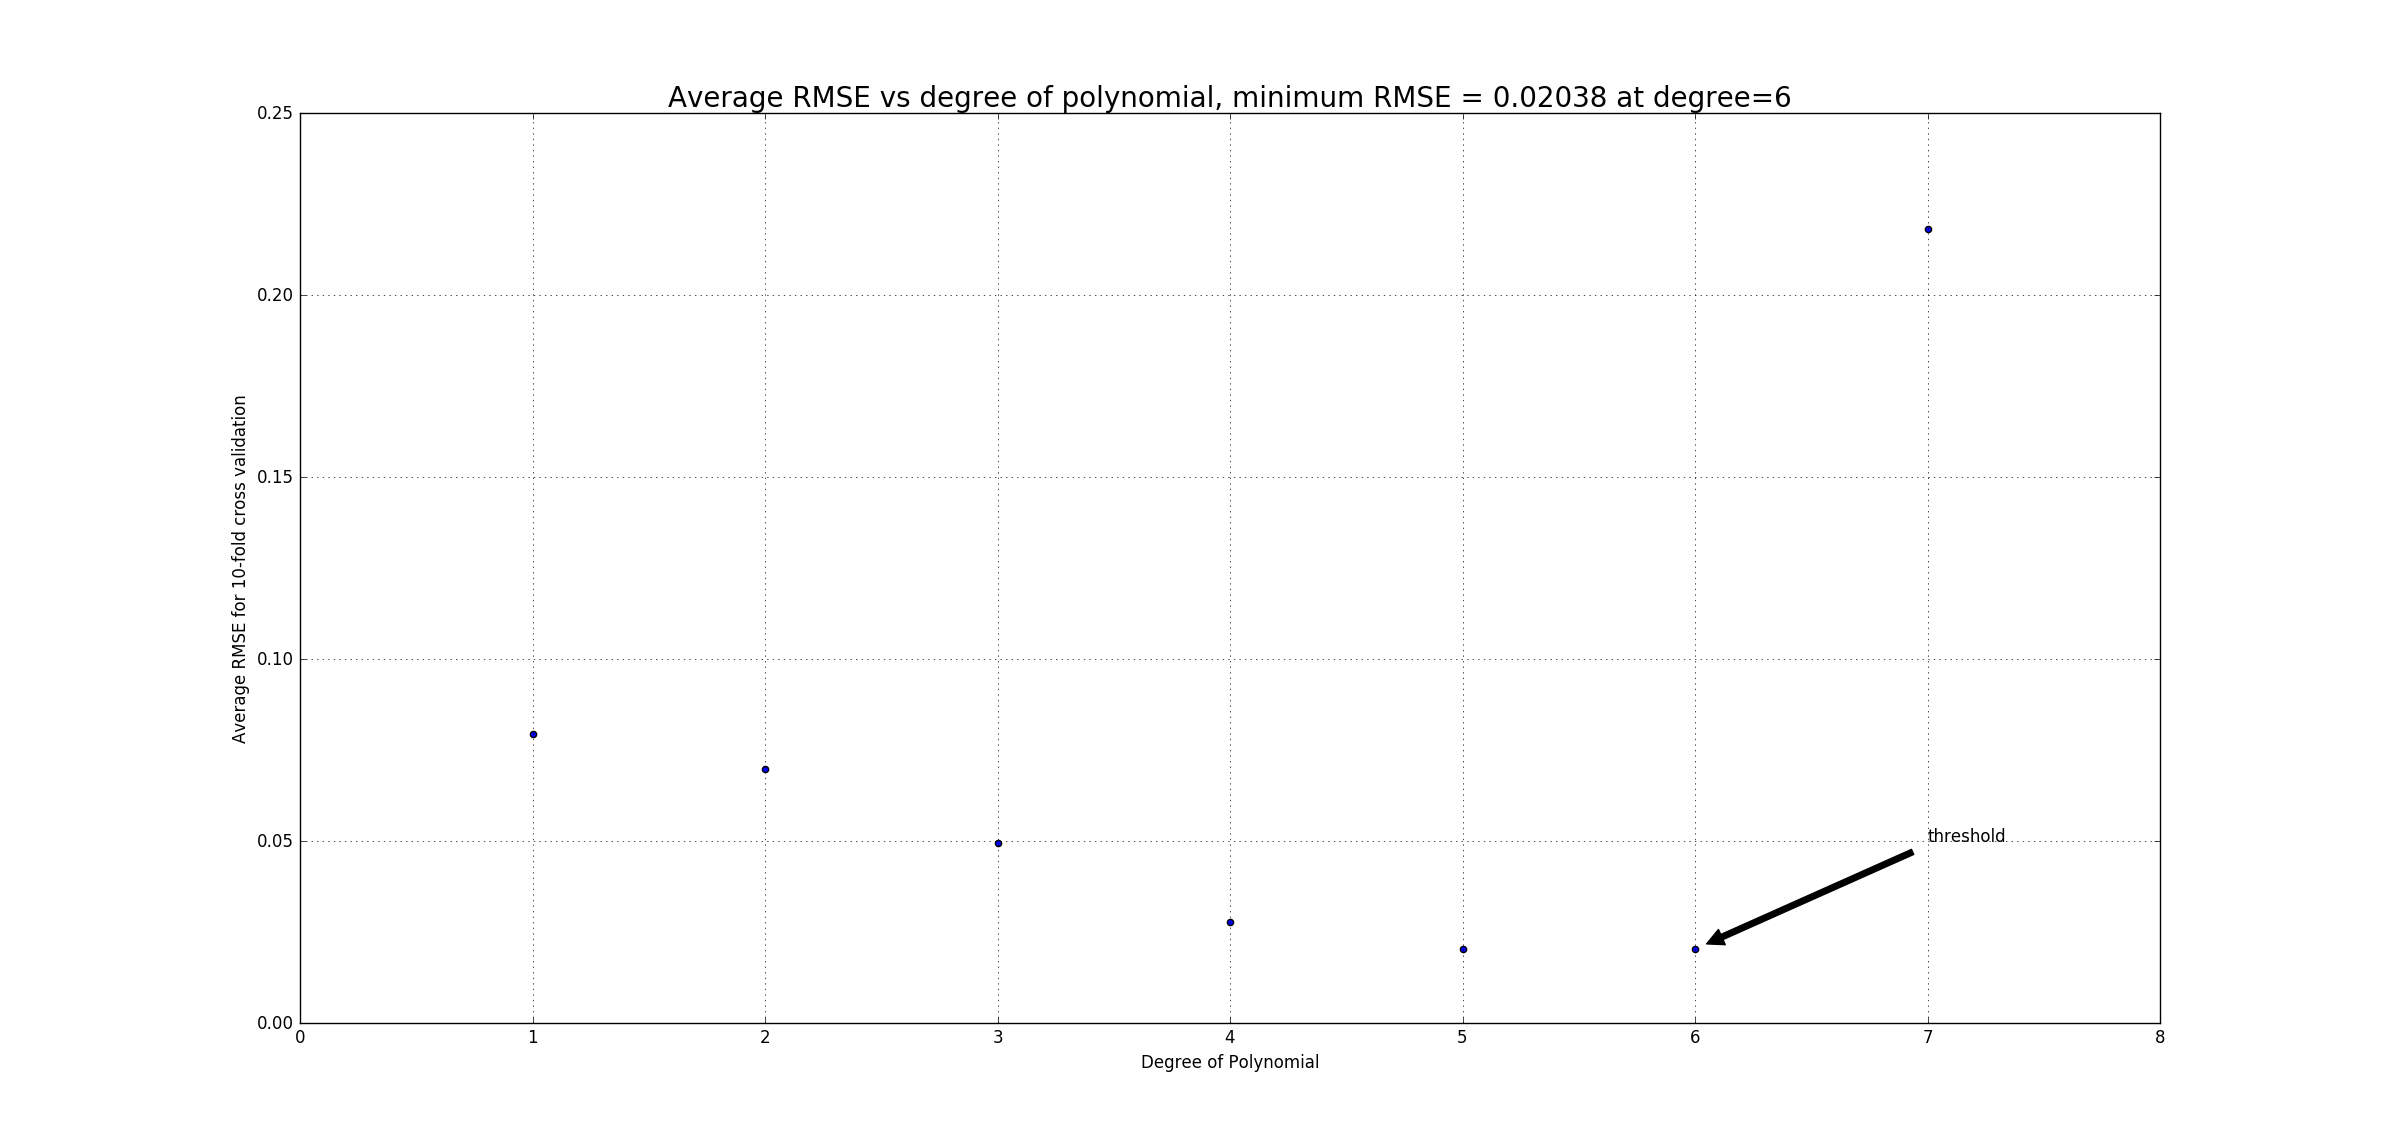 Average RMSE vs degree of polynomial, minimum RMSE = 0.02038 at degree=6
Average RMSE for 10-fold cross validation
0.25
0.20
0.15
0.10
0.05
0.00
threshold
0 1 2 3 4 5 6 7 8
Degree of Polynomial